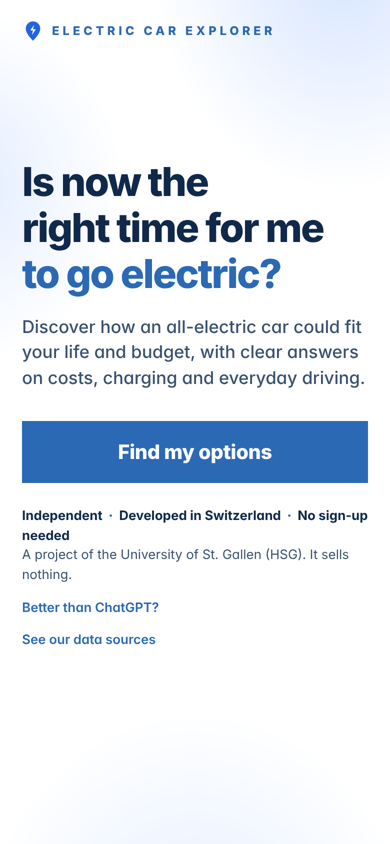 ELECTRIC CAR EXPLORER
Is now the
right time for me
to go electric?
Discover how an all-electric car could fit
your life and budget, with clear answers
on costs, charging and everyday driving.
Find my options
Independent · Developed in Switzerland · No sign-up
needed
A project of the University of St. Gallen (HSG). It sells
nothing.
Better than ChatGPT?
See our data sources